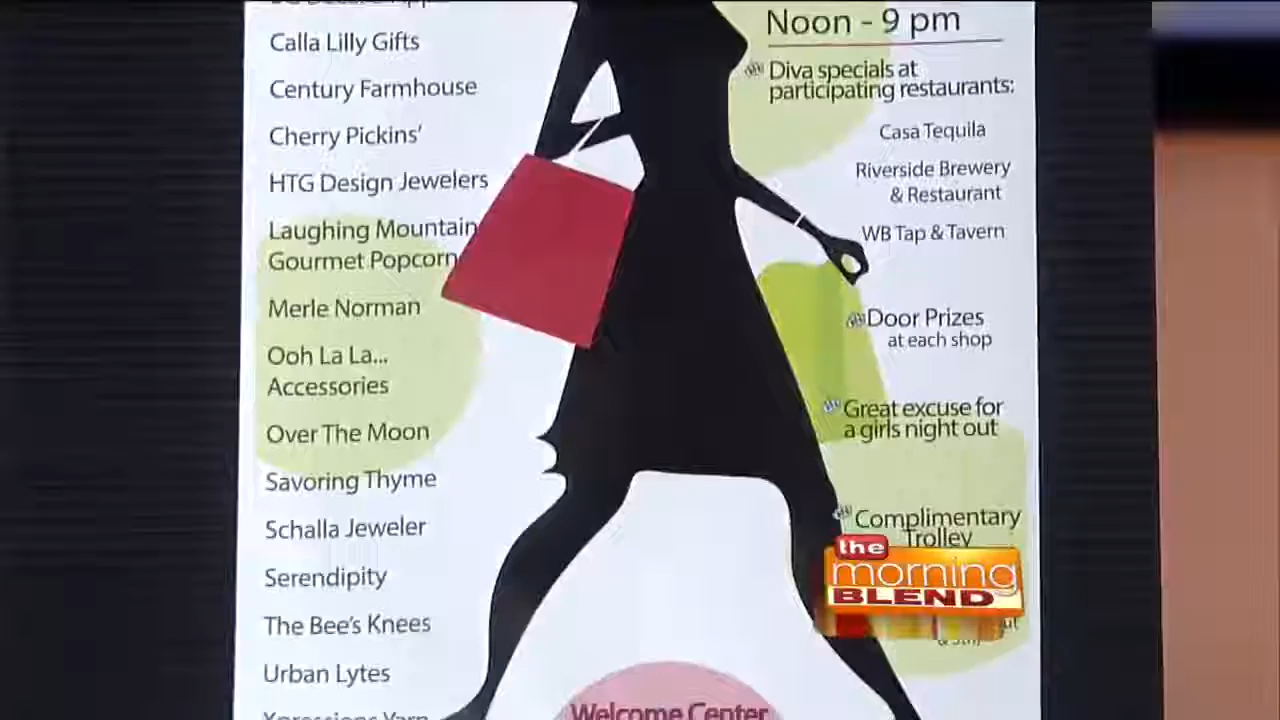 Calla Lilly Gifts
Century Farmhouse
Cherry Pickins'
HTG Design Jewelers
Laughing Mountain
Gourmet Popcorn
Merle Norman
Ooh La La...
Accessories
Over The Moon
Savoring Thyme
Schalla Jeweler
Serendipity
The Bee's Knees
Urban Lytes
Xpressions Yarn
Noon - 9 pm
Diva specials at
participating restaurants:
Casa Tequila
Riverside Brewery
& Restaurant
WB Tap & Tavern
Door Prizes
at each shop
Great excuse for
a girls night out
Complimentary
Trolley
the
morning
BLEND
Welcome Center